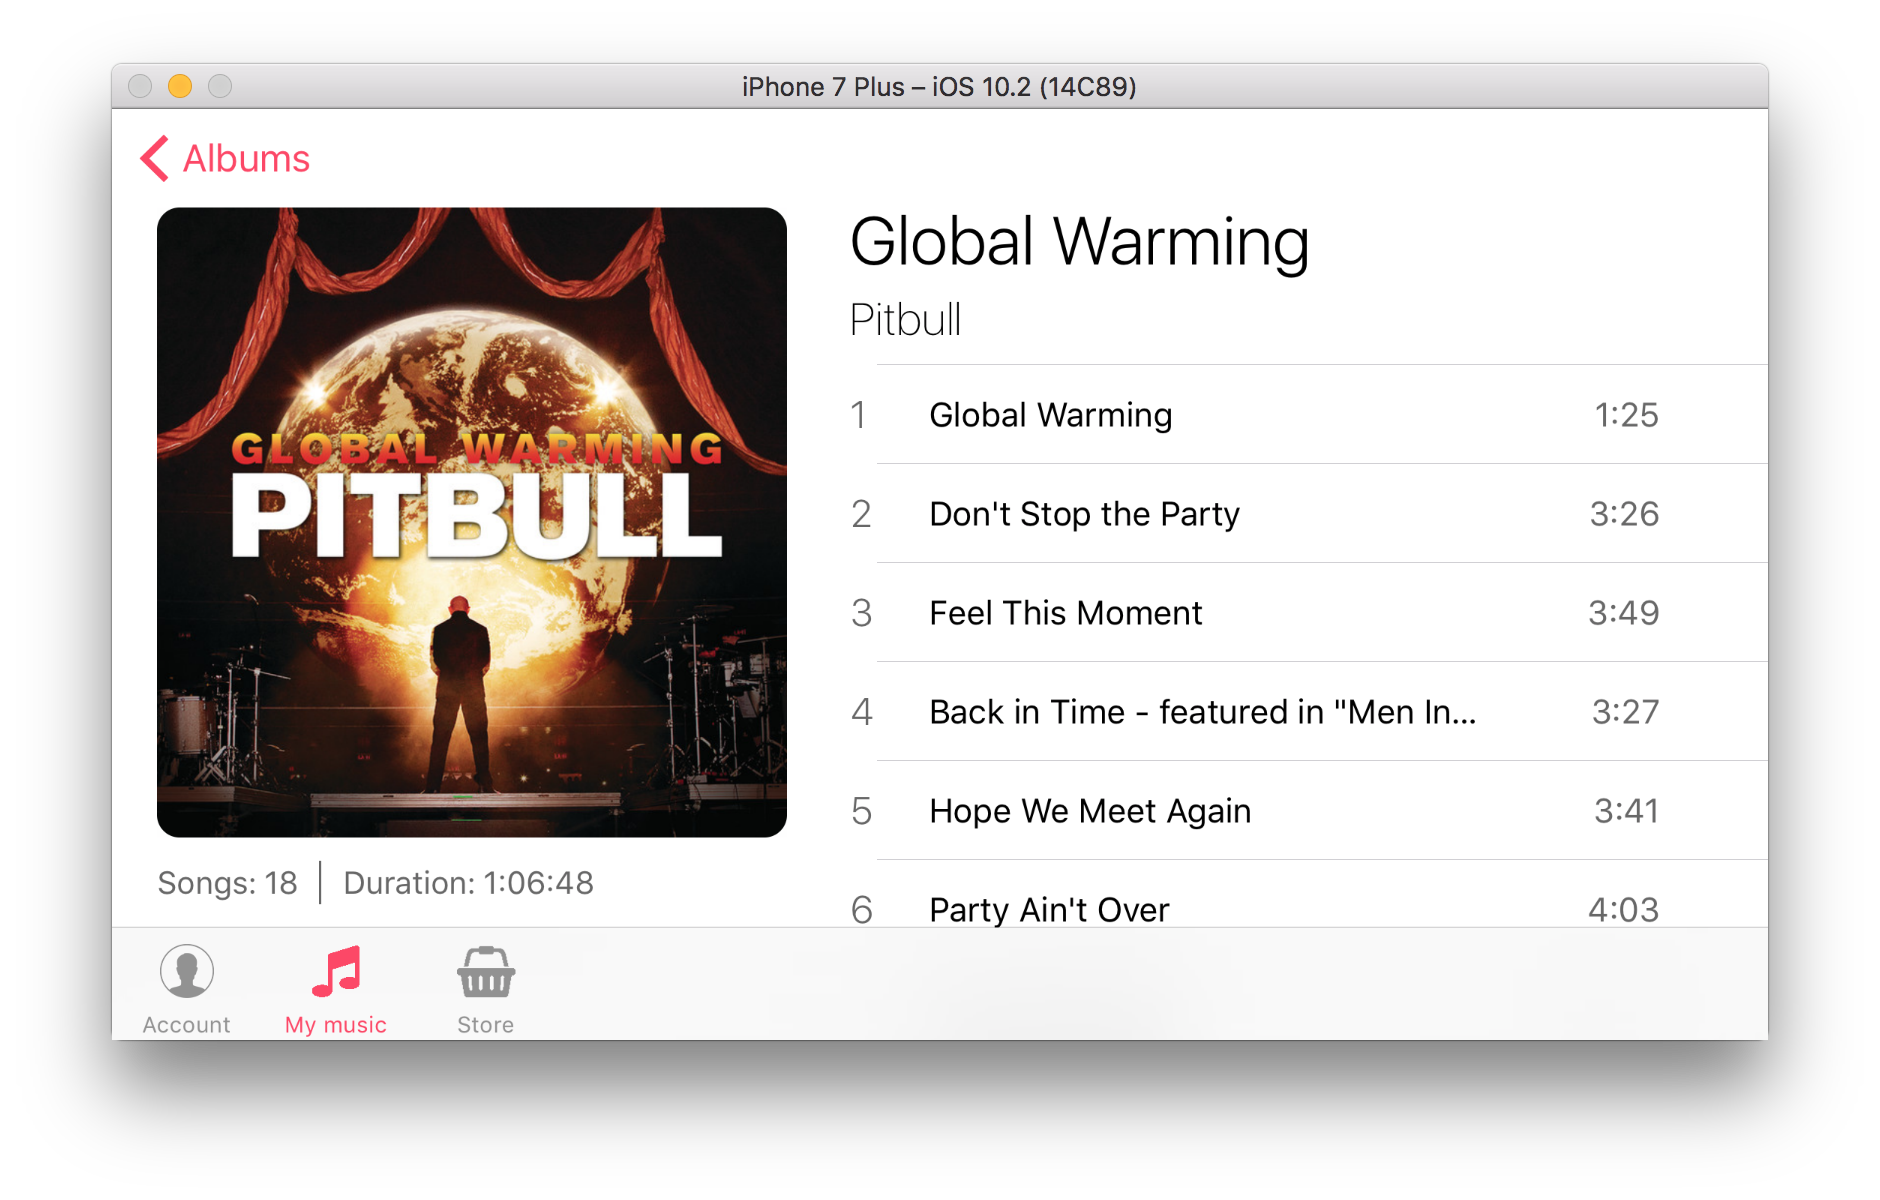 iPhone 7 Plus – iOS 10.2 (14C89)
Albums
GLOBAL WARMING
PITBULL
Songs: 18 | Duration: 1:06:48
Global Warming
Pitbull
1 Global Warming 1:25
2 Don't Stop the Party 3:26
3 Feel This Moment 3:49
4 Back in Time - featured in "Men In... 3:27
5 Hope We Meet Again 3:41
6 Party Ain't Over 4:03
Account My music Store